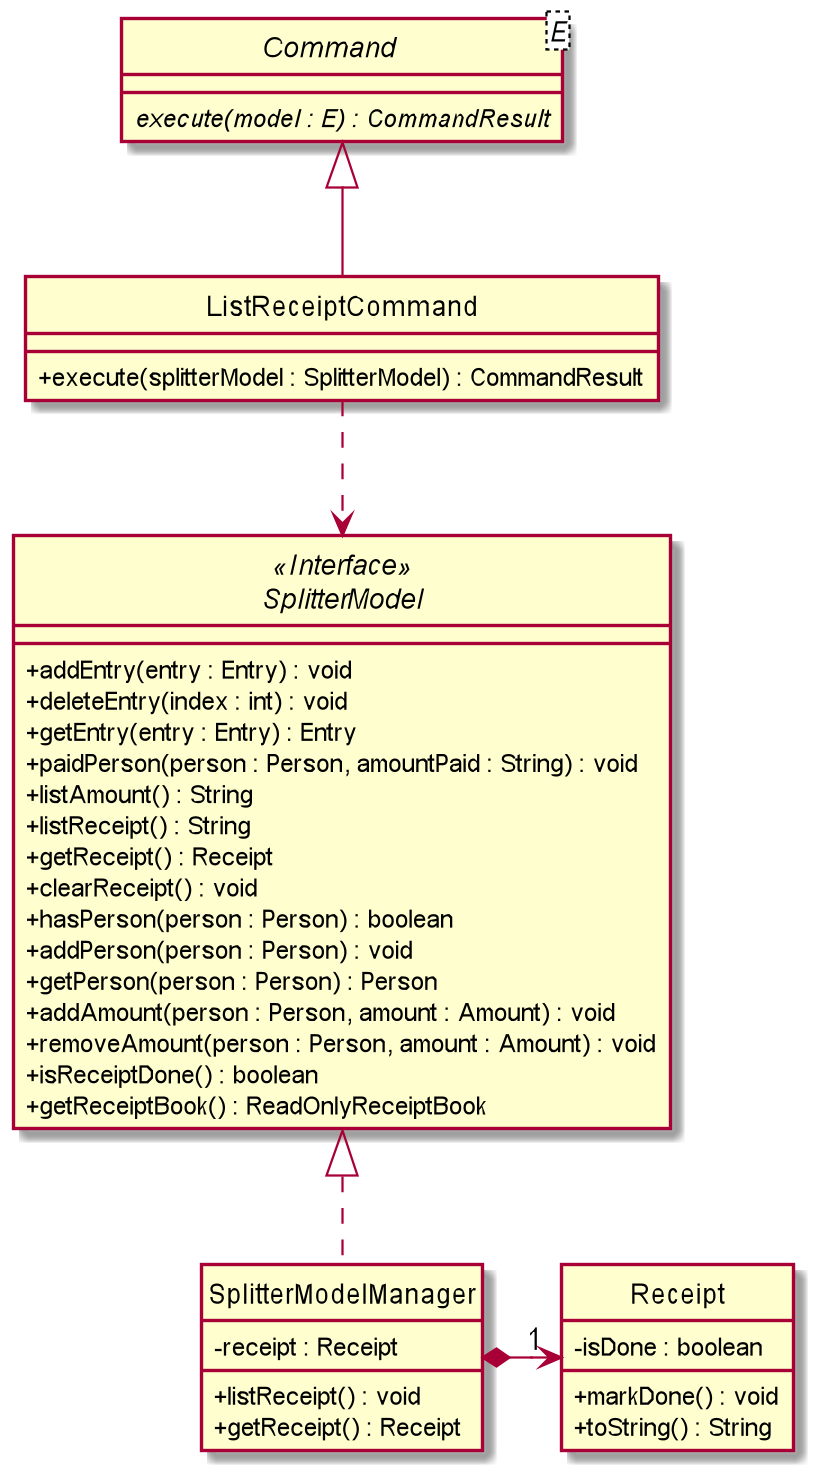 Command
E
execute(model : E) : CommandResult
ListReceiptCommand
+execute(splitterModel : SplitterModel) : CommandResult
«Interface»
SplitterModel
+addEntry(entry : Entry) : void
+deleteEntry(index : int) : void
+getEntry(entry : Entry) : Entry
+paidPerson(person : Person, amountPaid : String) : void
+listAmount() : String
+listReceipt() : String
+getReceipt() : Receipt
+clearReceipt() : void
+hasPerson(person : Person) : boolean
+addPerson(person : Person) : void
+getPerson(person : Person) : Person
+addAmount(person : Person, amount : Amount) : void
+removeAmount(person : Person, amount : Amount) : void
+isReceiptDone() : boolean
+getReceiptBook() : ReadOnlyReceiptBook
SplitterModelManager
-receipt : Receipt
+listReceipt() : void
+getReceipt() : Receipt
1
Receipt
-isDone : boolean
+markDone() : void
+toString() : String